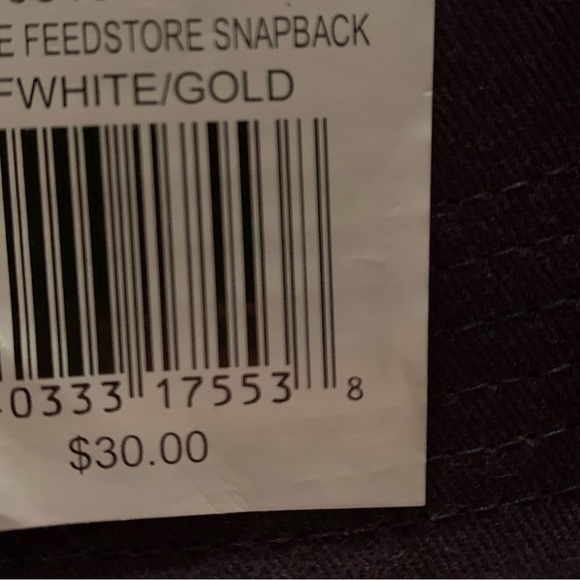 E FEEDSTORE SNAPBACK
FWHITE/GOLD
0333 17553 8
$30.00